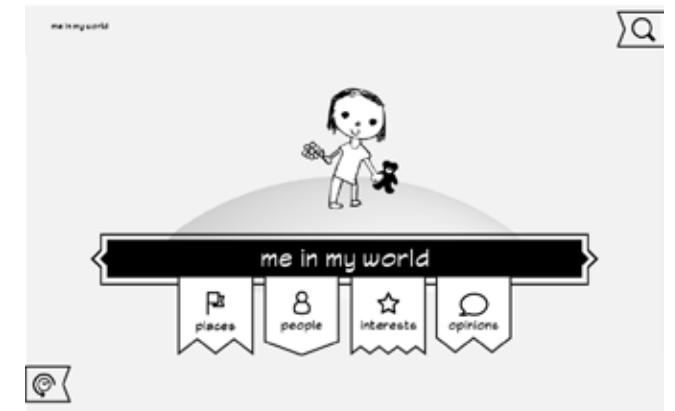 me in my world
me in my world
places
people
interests
opinions